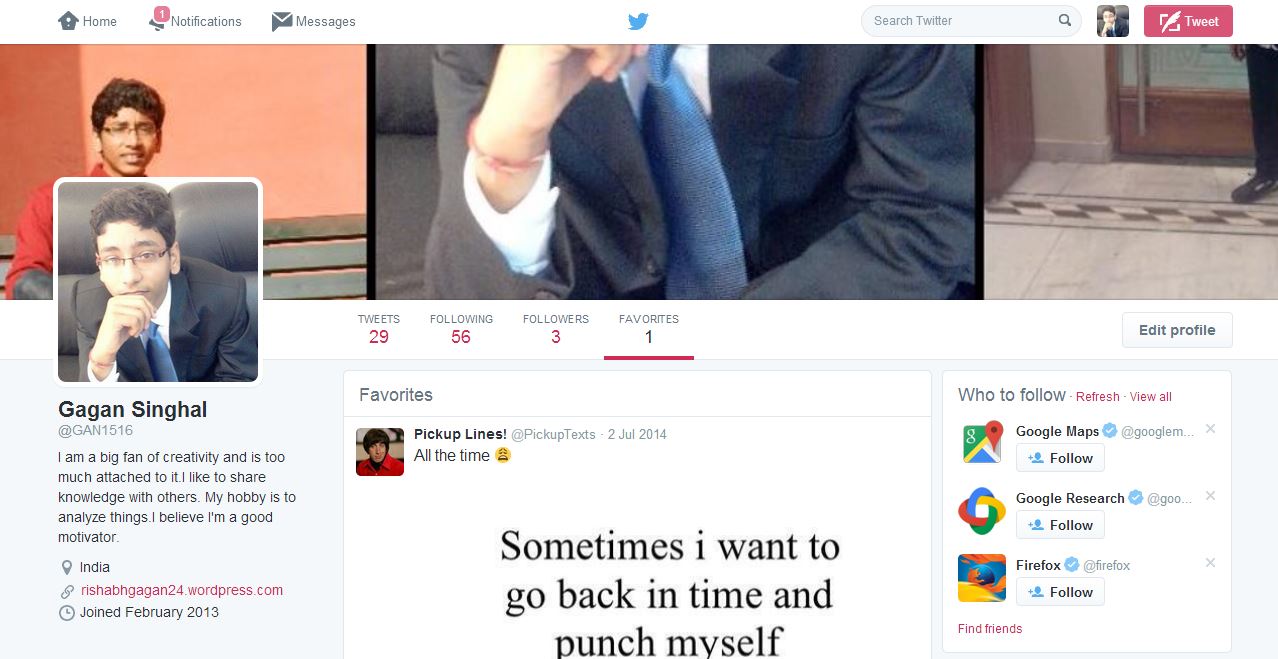 Home
1
Notifications
Messages
Search Twitter
Tweet
TWEETS
29
FOLLOWING
56
FOLLOWERS
3
FAVORITES
1
Edit profile
Gagan Singhal
@GAN1516
I am a big fan of creativity and is too
much attached to it.I like to share
knowledge with others. My hobby is to
analyze things.I believe I'm a good
motivator.
India
rishabhgagan24.wordpress.com
Joined February 2013
Favorites
Pickup Lines! @PickupTexts · 2 Jul 2014
All the time 😩
Sometimes i want to
go back in time and
punch myself
Who to follow · Refresh · View all
Google Maps @googlem...
Follow
Google Research @goo...
Follow
Firefox @firefox
Follow
Find friends